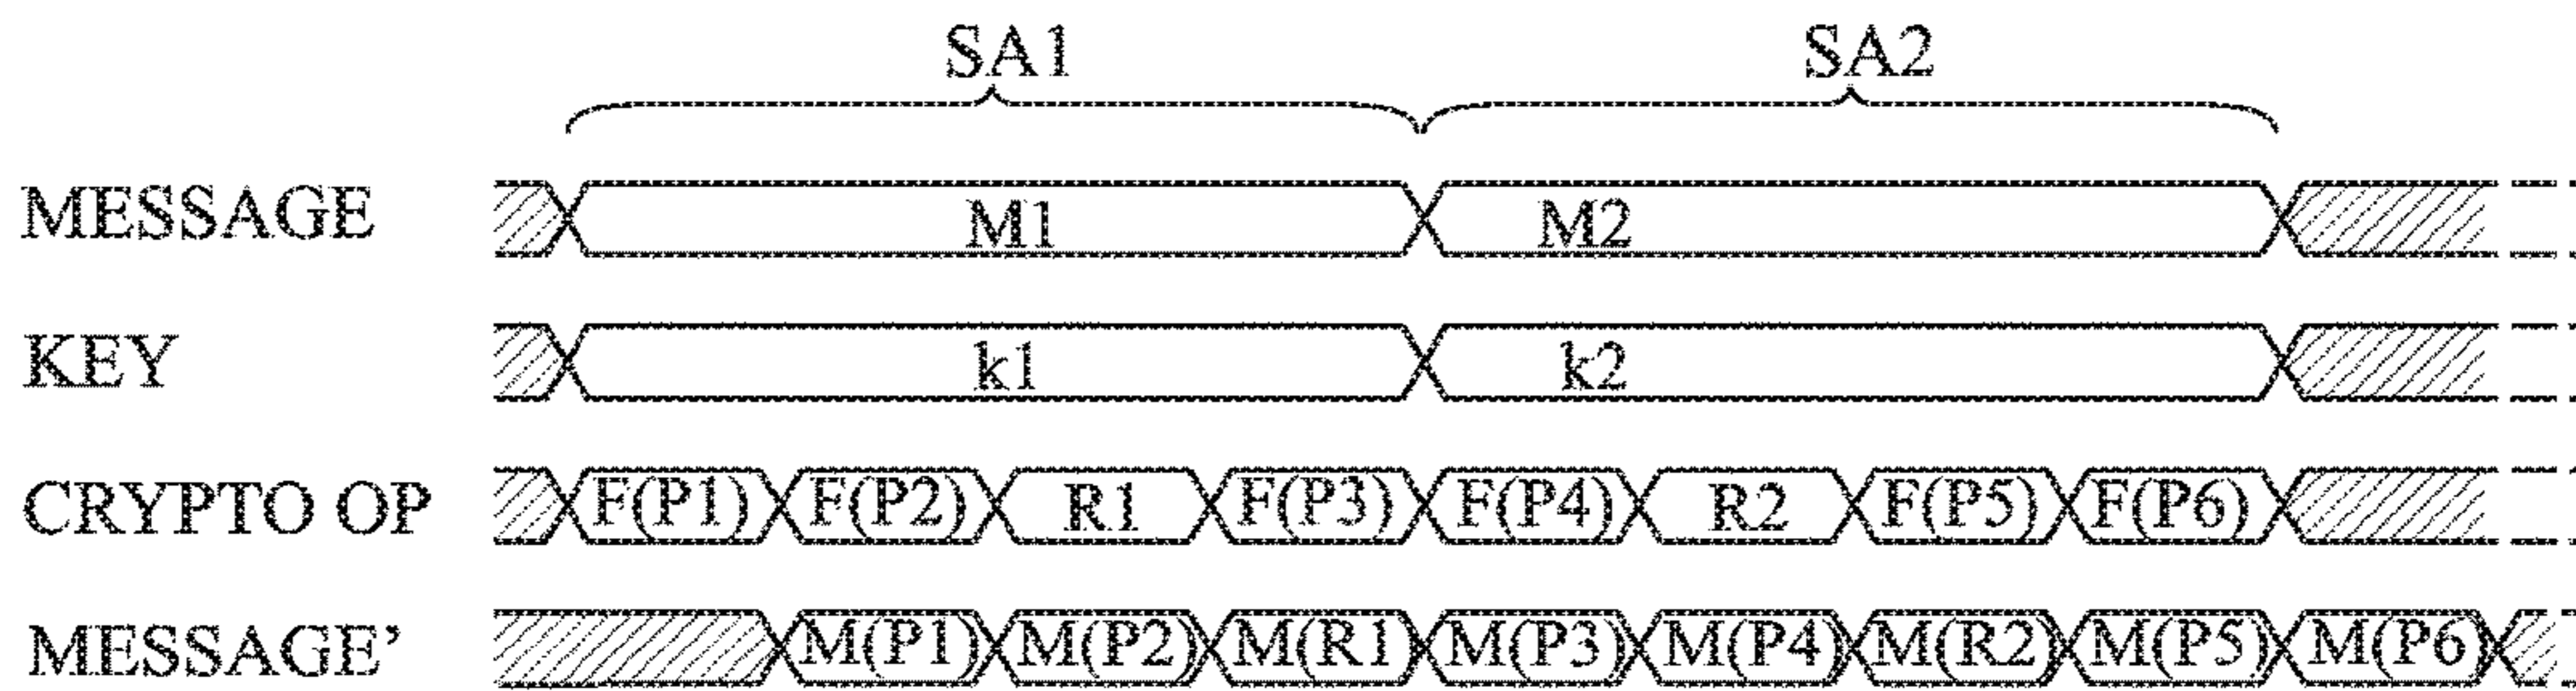 SA1 SA2
MESSAGE M1 M2
KEY k1 k2
CRYPTO OP F(P1) F(P2) R1 F(P3) F(P4) R2 F(P5) F(P6)
MESSAGE’ M(P1) M(P2) M(R1) M(P3) M(P4) M(R2) M(P5) M(P6)